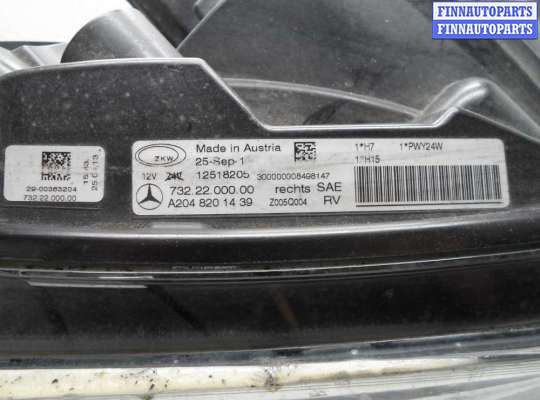 FINNAUTOPARTS
FINNAUTOPARTS
ZKW
Made in Austria
25-Sep-1
12V 24V 12518205 300000008498147
732.22.000.00 rechts SAE
A204 820 14 39 Z005Q004 RV
1*H7 1*PWY24W
1*H15
29-00363204
732.22.000.00